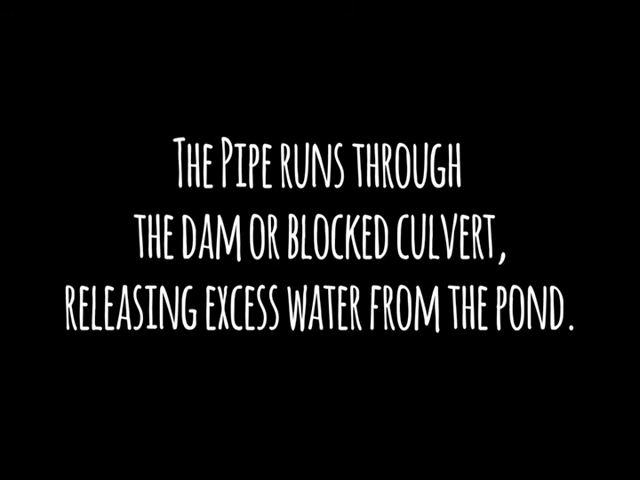 The Pipe runs through
the dam or blocked culvert,
releasing excess water from the pond.